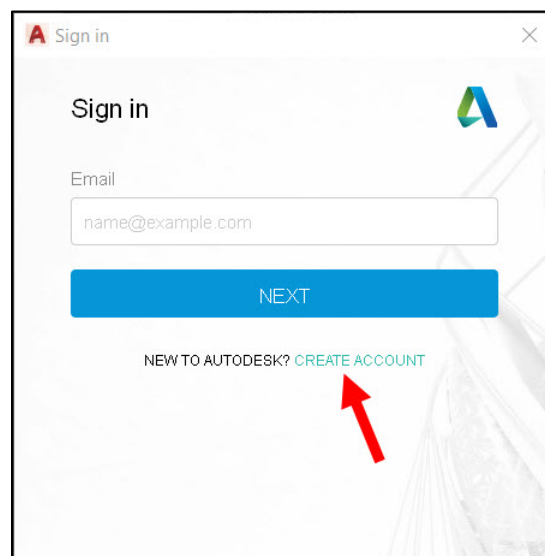 Sign in
Sign in
Email
name@example.com
NEXT
NEW TO AUTODESK? CREATE ACCOUNT